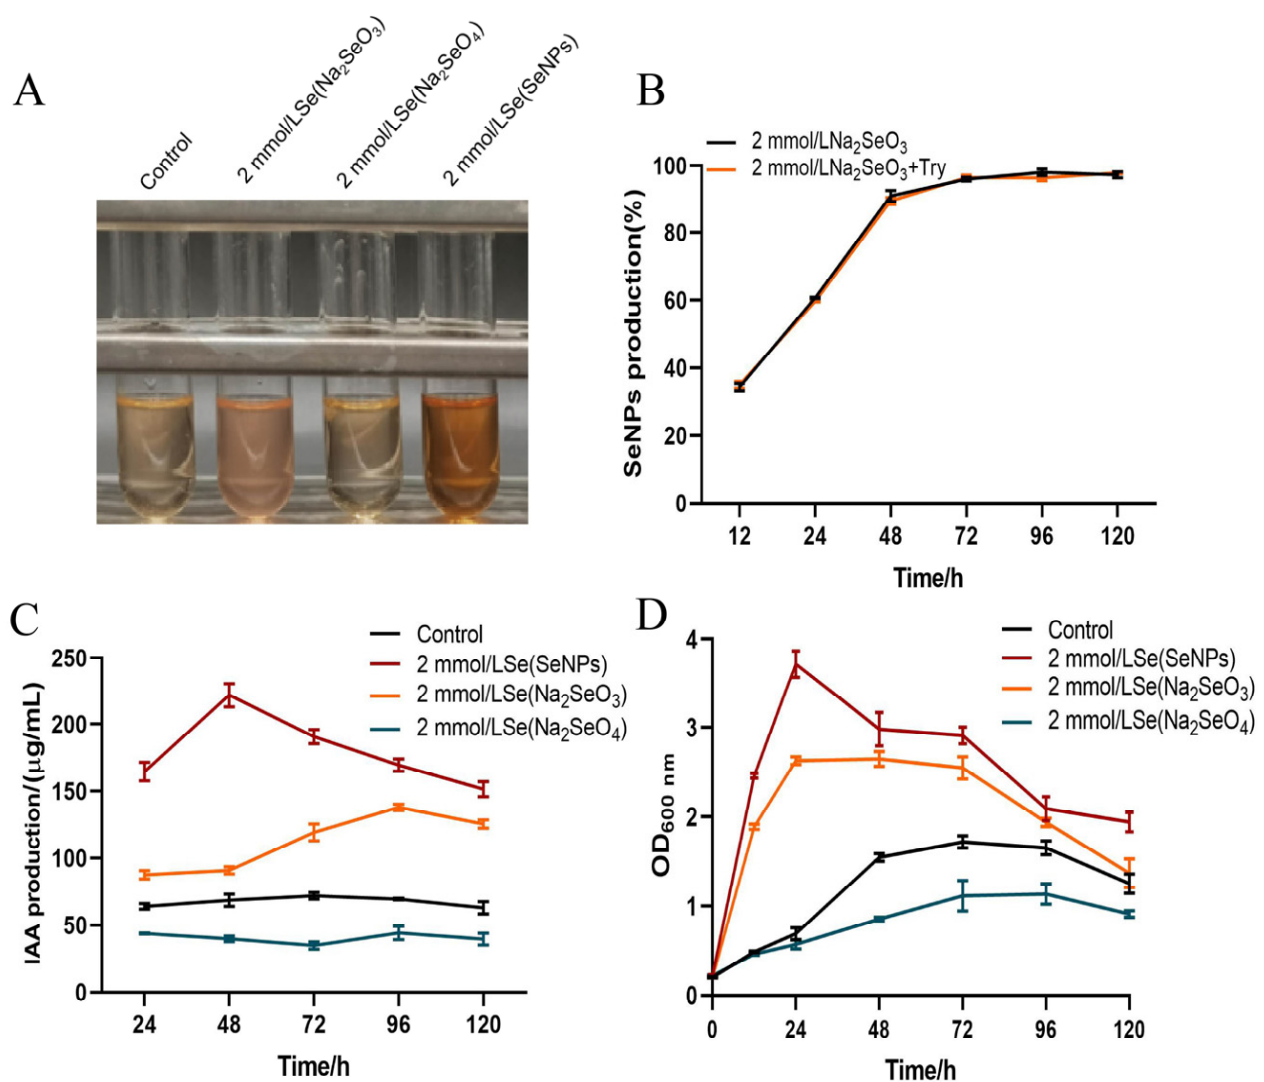 A
Control
2 mmol/LSe(Na₂SeO₃)
2 mmol/LSe(Na₂SeO₄)
2 mmol/LSe(SeNPs)
B
2 mmol/LNa₂SeO₃
2 mmol/LNa₂SeO₃+Try
SeNPs production(%)
100
80
60
40
20
0
12 24 48 72 96 120
Time/h
C
Control
2 mmol/LSe(SeNPs)
2 mmol/LSe(Na₂SeO₃)
2 mmol/LSe(Na₂SeO₄)
IAA production/(μg/mL)
250
200
150
100
50
0
24 48 72 96 120
Time/h
D
Control
2 mmol/LSe(SeNPs)
2 mmol/LSe(Na₂SeO₃)
2 mmol/LSe(Na₂SeO₄)
OD₆₀₀ ₙₘ
4
3
2
1
0
0 24 48 72 96 120
Time/h